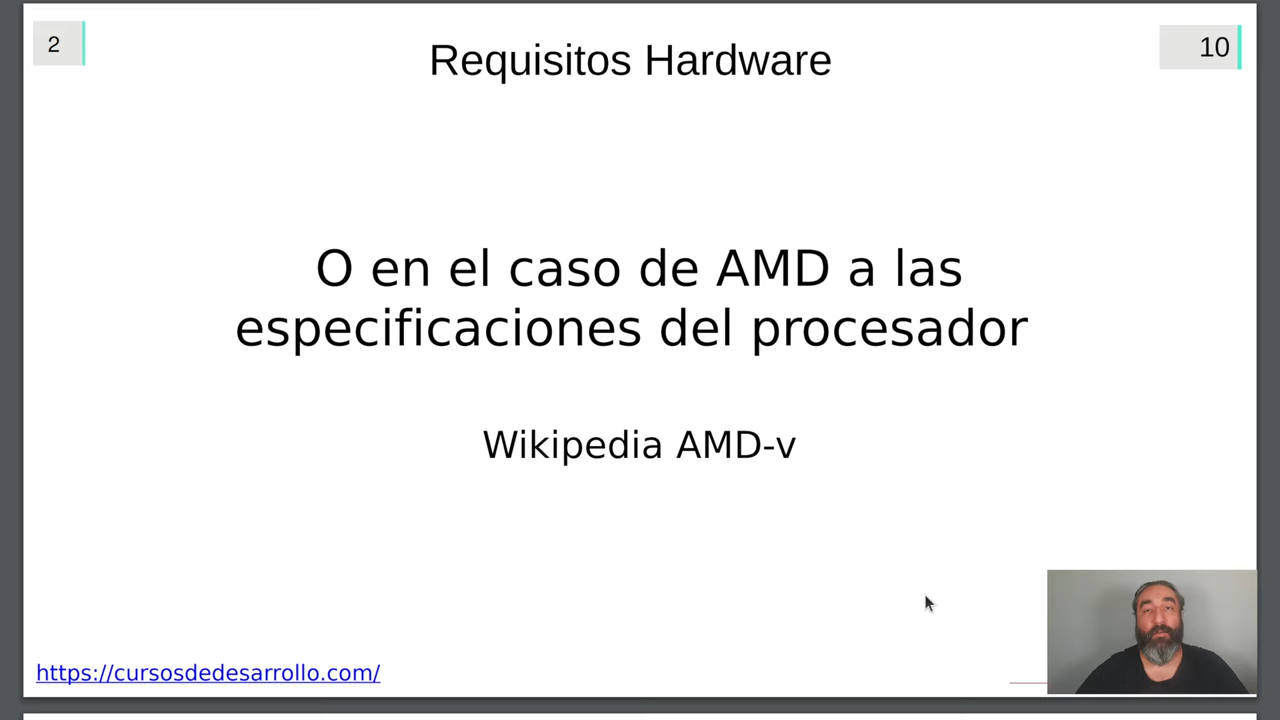 2
Requisitos Hardware
10
O en el caso de AMD a las
especificaciones del procesador
Wikipedia AMD-v
https://cursosdedesarrollo.com/